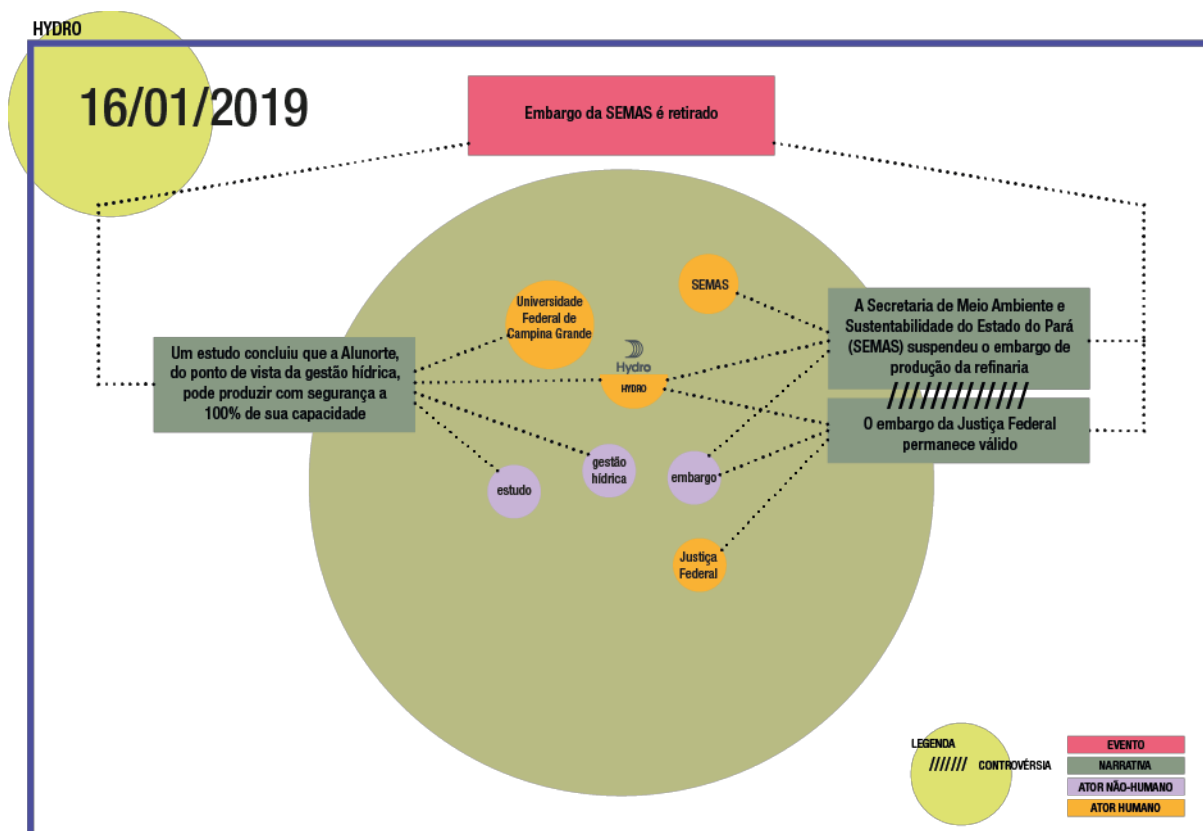 HYDRO
16/01/2019
Embargo da SEMAS é retirado
Universidade
Federal de
Campina Grande
SEMAS
A Secretaria de Meio Ambiente e
Sustentabilidade do Estado do Pará
(SEMAS) suspendeu o embargo de
produção da refinaria
Um estudo concluiu que a Alunorte,
do ponto de vista da gestão hídrica,
pode produzir com segurança a
100% de sua capacidade
Hydro
HYDRO
O embargo da Justiça Federal
permanece válido
estudo
gestão
hídrica
embargo
Justiça
Federal
LEGENDA
CONTROVÉRSIA
EVENTO
NARRATIVA
ATOR NÃO-HUMANO
ATOR HUMANO